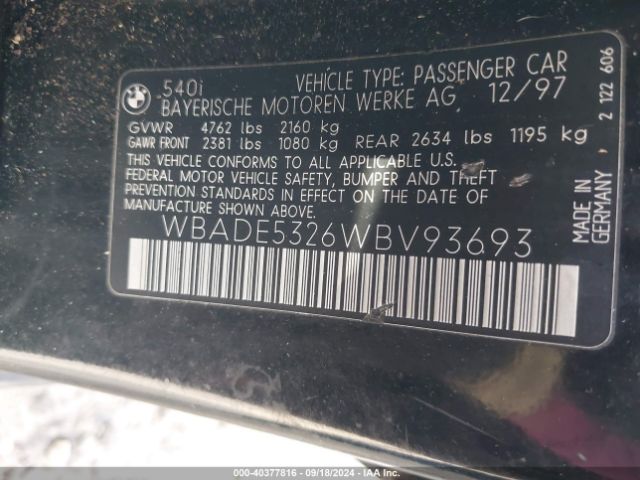 540i VEHICLE TYPE: PASSENGER CAR
BAYERISCHE MOTOREN WERKE AG 12/97
GVWR 4762 lbs 2160 kg
GAWR FRONT 2381 lbs 1080 kg REAR 2634 lbs 1195 kg
THIS VEHICLE CONFORMS TO ALL APPLICABLE U.S.
FEDERAL MOTOR VEHICLE SAFETY, BUMPER AND THEFT
PREVENTION STANDARDS IN EFFECT ON THE DATE OF
MANUFACTURE SHOWN ABOVE.
WBADE5326WBV93693
MADE IN
GERMANY
2 122 606
BMW
000-40377816 - 09/18/2024 - IAA Inc.